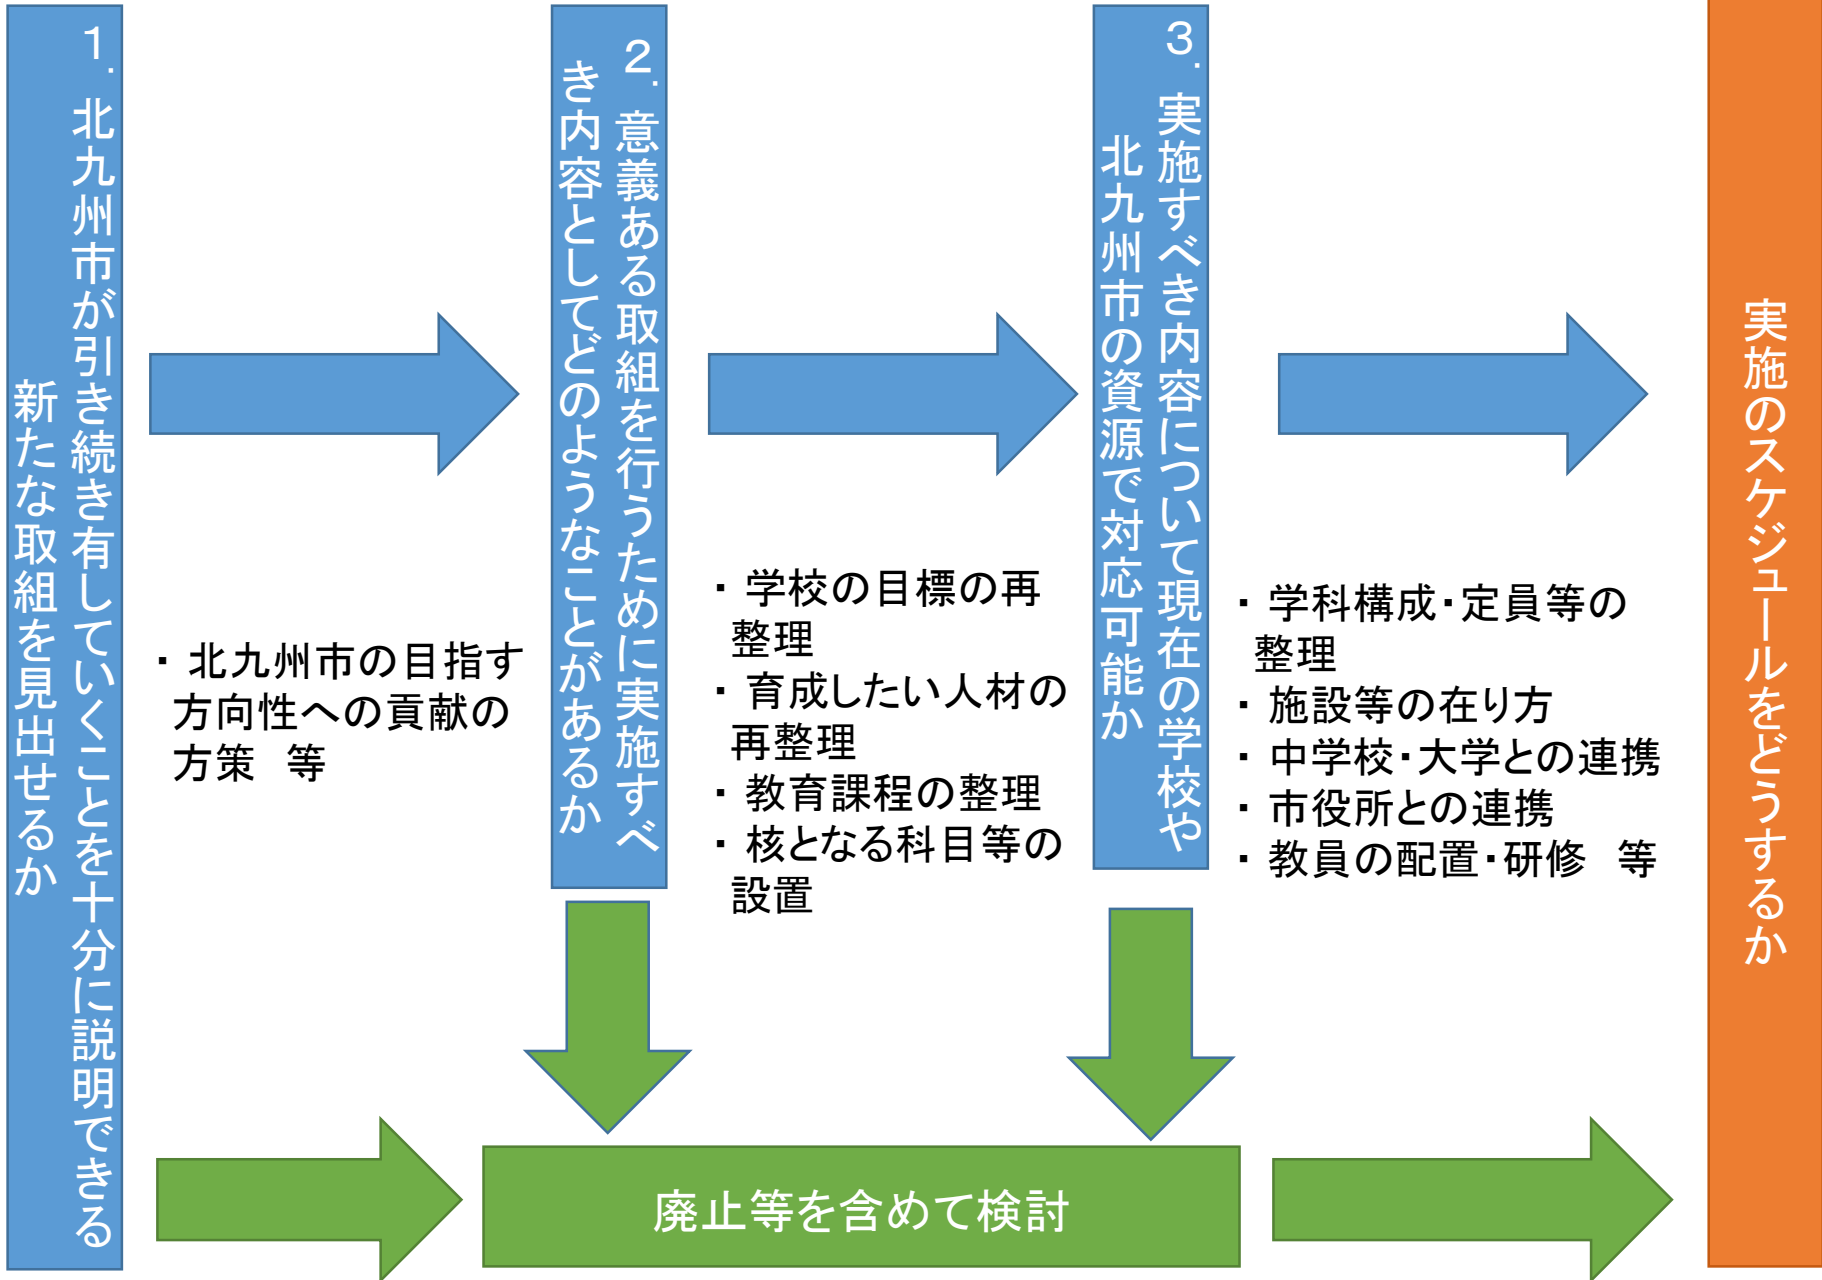 １．北九州市が引き続き有していくことを十分に説明できる
新たな取組を見出せるか
・ 北九州市の目指す
方向性への貢献の
方策　等
２．意義ある取組を行うために実施すべ
き内容としてどのようなことがあるか
・ 学校の目標の再
整理
・ 育成したい人材の
再整理
・ 教育課程の整理
・ 核となる科目等の
設置
３．実施すべき内容について現在の学校や
北九州市の資源で対応可能か
・ 学科構成・定員等の
整理
・ 施設等の在り方
・ 中学校・大学との連携
・ 市役所との連携
・ 教員の配置・研修　等
実施のスケジュールをどうするか
廃止等を含めて検討